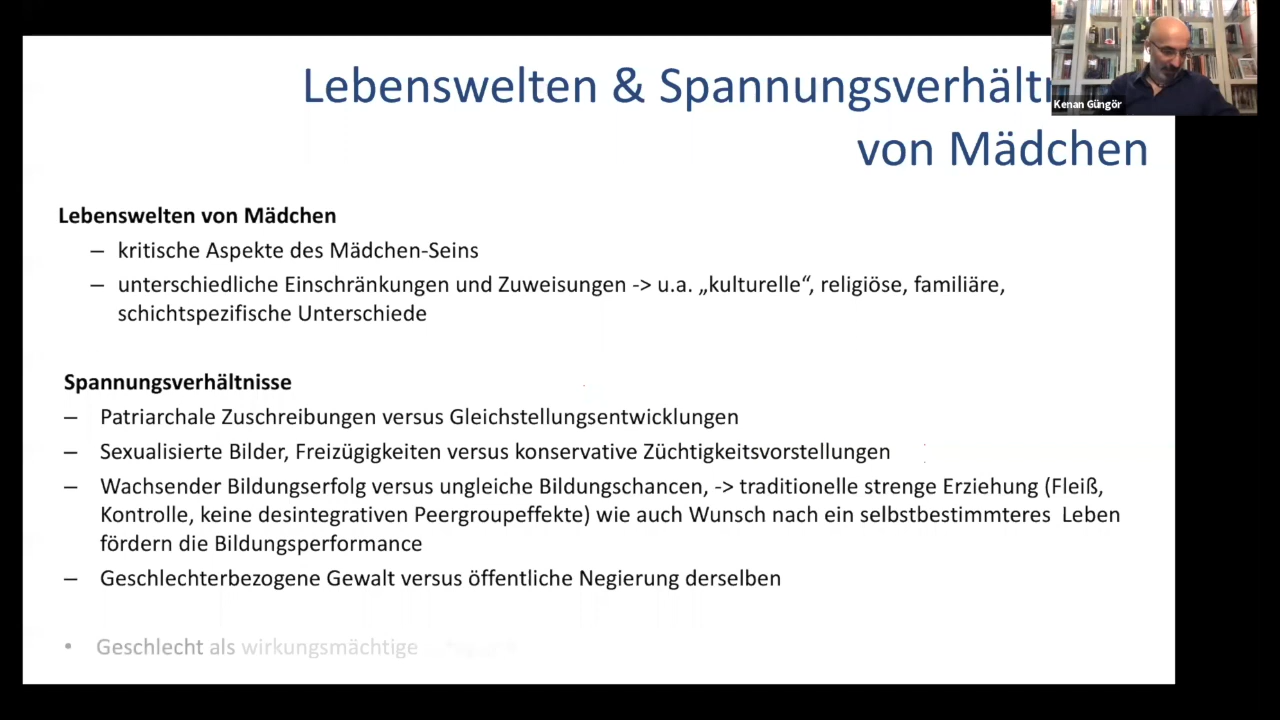 Lebenswelten & Spannungsverhältn
von Mädchen
Kenan Güngör
Lebenswelten von Mädchen
– kritische Aspekte des Mädchen-Seins
– unterschiedliche Einschränkungen und Zuweisungen -> u.a. „kulturelle“, religiöse, familiäre,
schichtspezifische Unterschiede
Spannungsverhältnisse
– Patriarchale Zuschreibungen versus Gleichstellungsentwicklungen
– Sexualisierte Bilder, Freizügigkeiten versus konservative Züchtigkeitsvorstellungen
– Wachsender Bildungserfolg versus ungleiche Bildungschancen, -> traditionelle strenge Erziehung (Fleiß,
Kontrolle, keine desintegrativen Peergroupeffekte) wie auch Wunsch nach ein selbstbestimmteres Leben
fördern die Bildungsperformance
– Geschlechterbezogene Gewalt versus öffentliche Negierung derselben
• Geschlecht als wirkungsmächtige